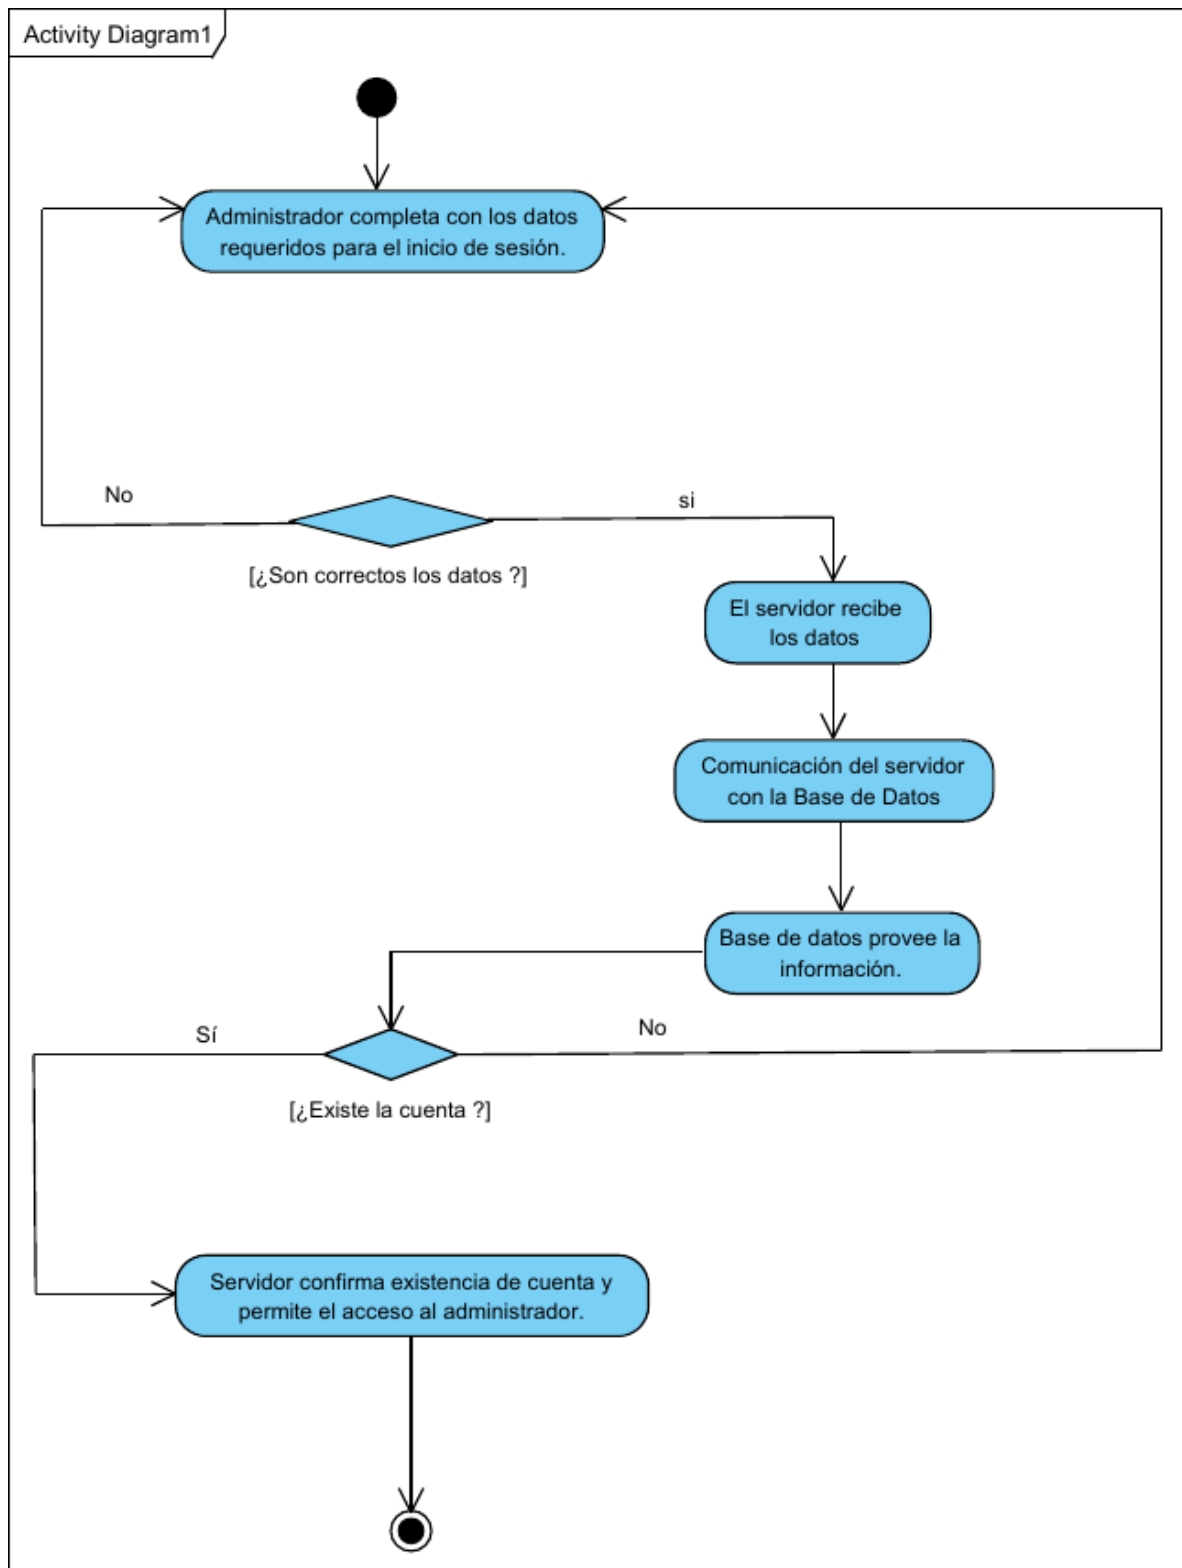 Activity Diagram1
Administrador completa con los datos
requeridos para el inicio de sesión.
No
si
[¿Son correctos los datos ?]
El servidor recibe
los datos
Comunicación del servidor
con la Base de Datos
Base de datos provee la
información.
Sí
No
[¿Existe la cuenta ?]
Servidor confirma existencia de cuenta y
permite el acceso al administrador.